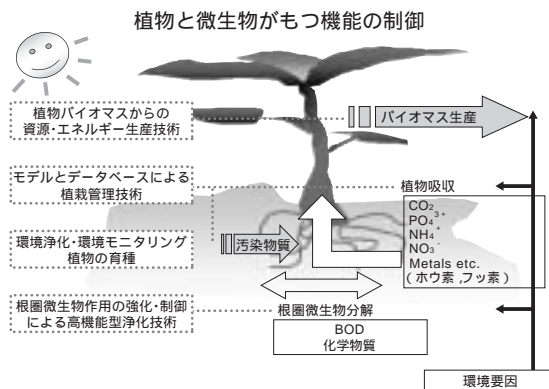 植物と微生物がもつ機能の制御
植物バイオマスからの
資源・エネルギー生産技術
バイオマス生産
モデルとデータベースによる
植栽管理技術
植物吸収
CO2
PO4 3+
NH4 +
NO3 -
Metals etc.
(ホウ素,フッ素)
環境浄化・環境モニタリング
植物の育種
汚染物質
根圏微生物作用の強化・制御
による高機能型浄化技術
根圏微生物分解
BOD
化学物質
環境要因